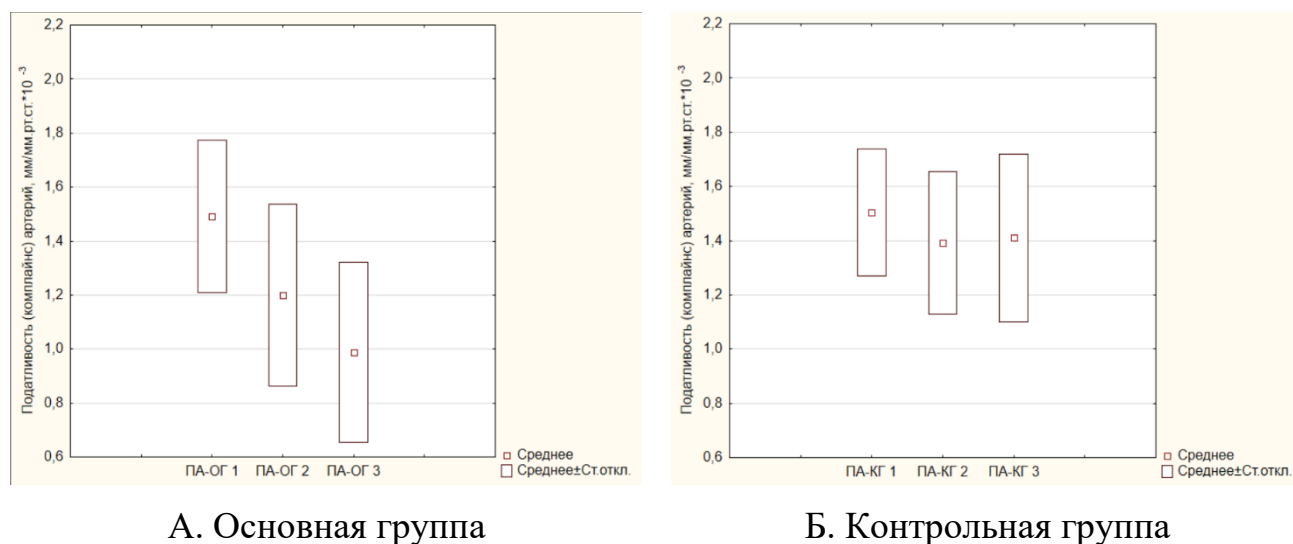 2,2
2,0
1,8
1,6
1,4
1,2
1,0
0,8
0,6
Податливость (комплайнс) артерий, мм/мм.рт.ст.*10 -3
ПА-ОГ 1 ПА-ОГ 2 ПА-ОГ 3
Среднее
Среднее±Ст.откл.
А. Основная группа
2,2
2,0
1,8
1,6
1,4
1,2
1,0
0,8
0,6
Податливость (комплайнс) артерий, мм/мм.рт.ст.*10 -3
ПА-КГ 1 ПА-КГ 2 ПА-КГ 3
Среднее
Среднее±Ст.откл.
Б. Контрольная группа